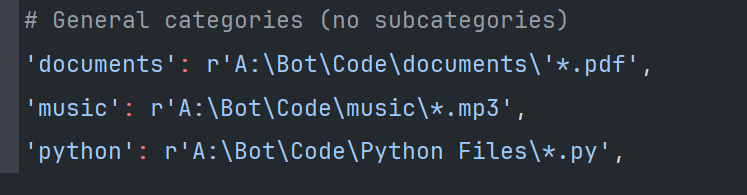 # General categories (no subcategories)
'documents': r'A:\Bot\Code\documents\'*.pdf',
'music': r'A:\Bot\Code\music\*.mp3',
'python': r'A:\Bot\Code\Python Files\*.py',